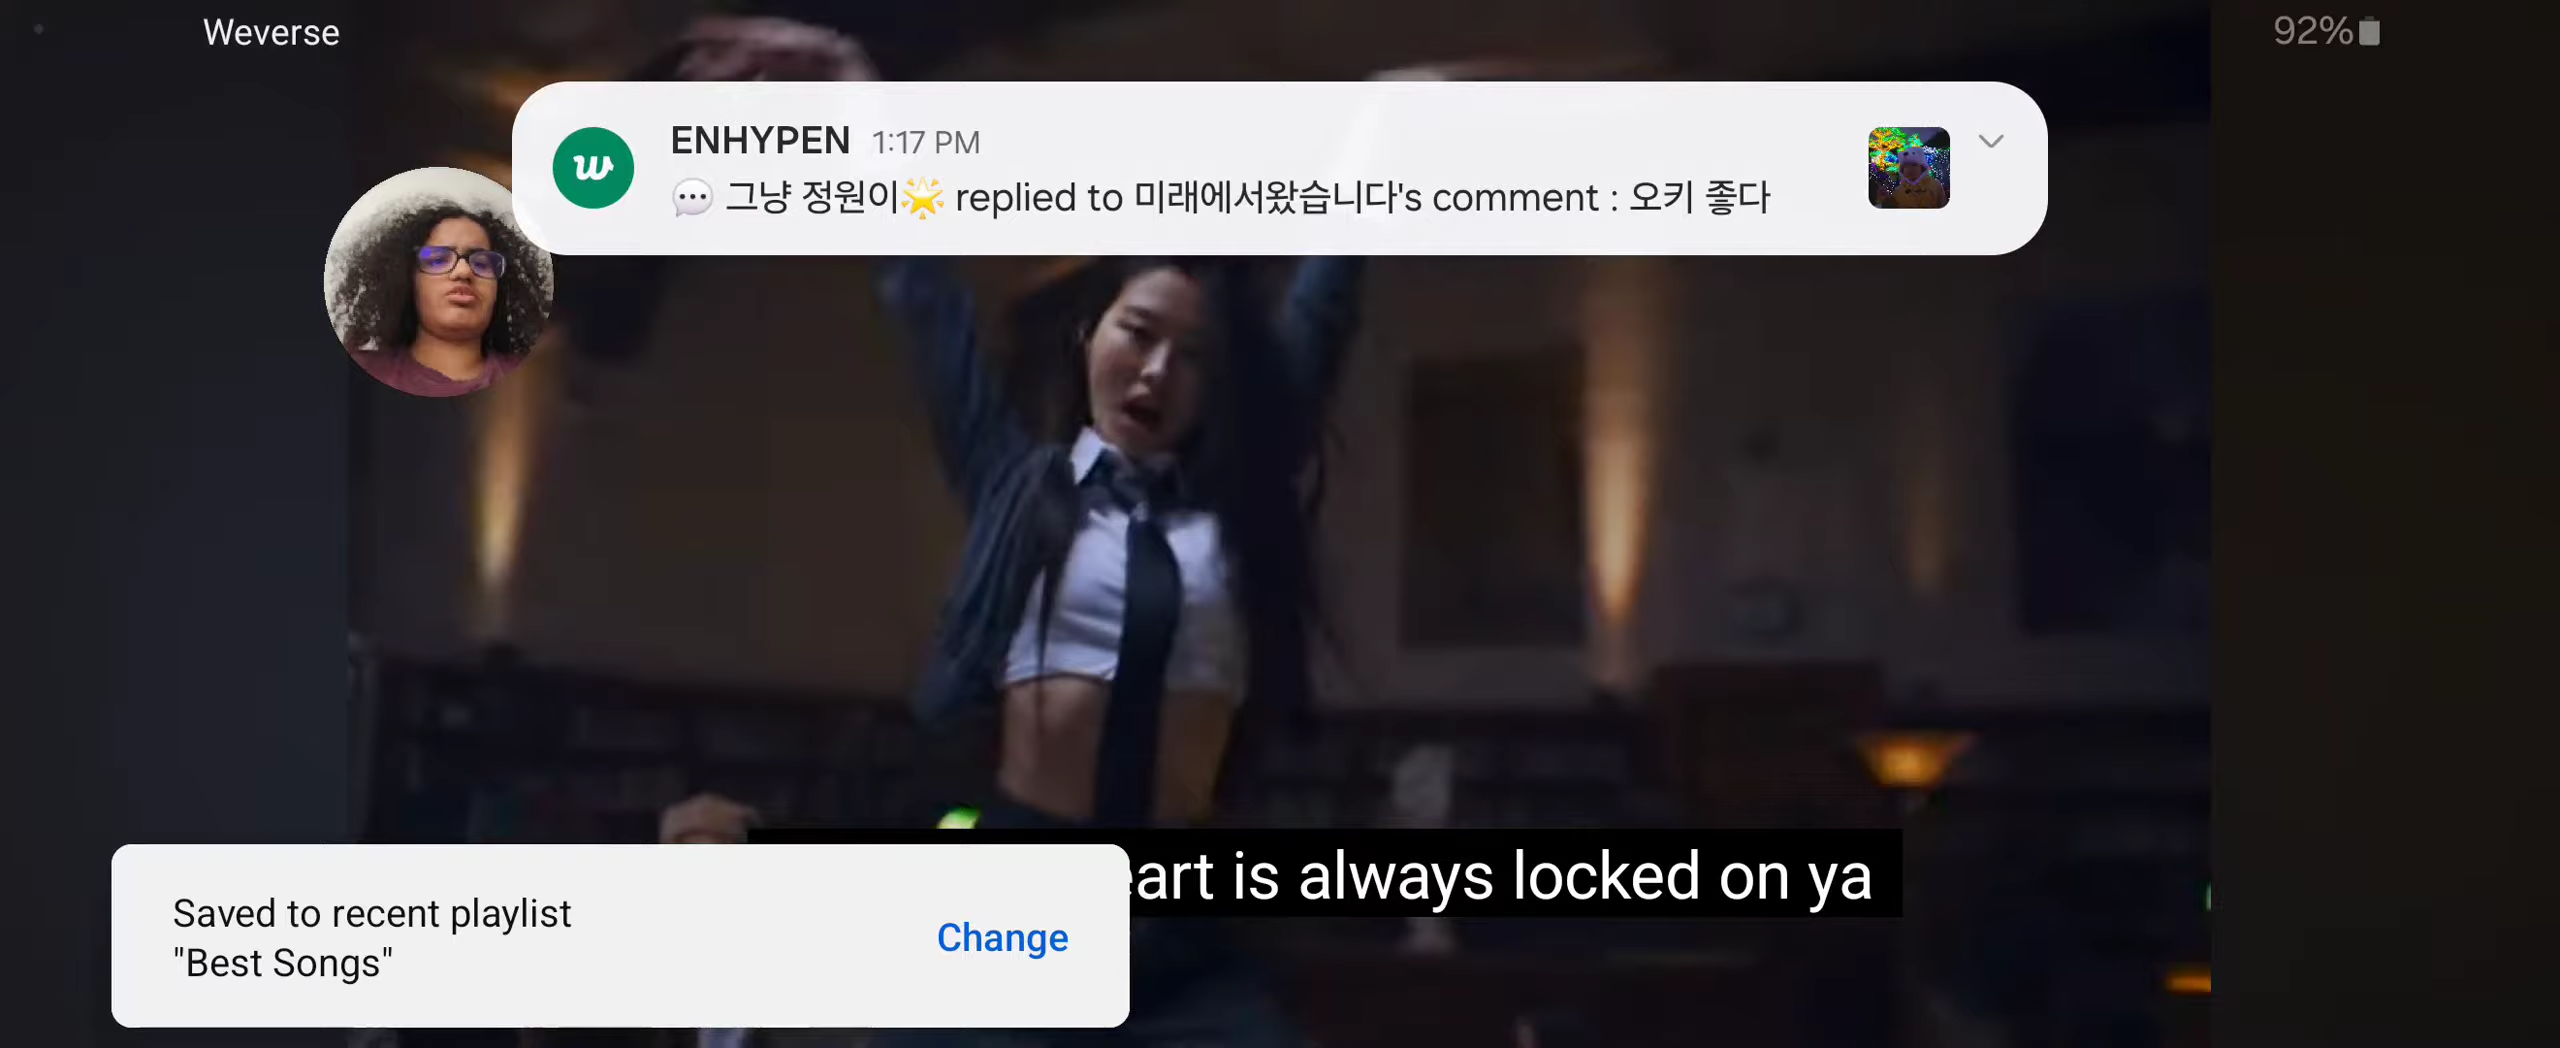 Weverse
92%
ENHYPEN 1:17 PM
💬 그냥 정원이🌟 replied to 미래에서왔습니다's comment : 오키 좋다
eart is always locked on ya
Saved to recent playlist
"Best Songs"
Change